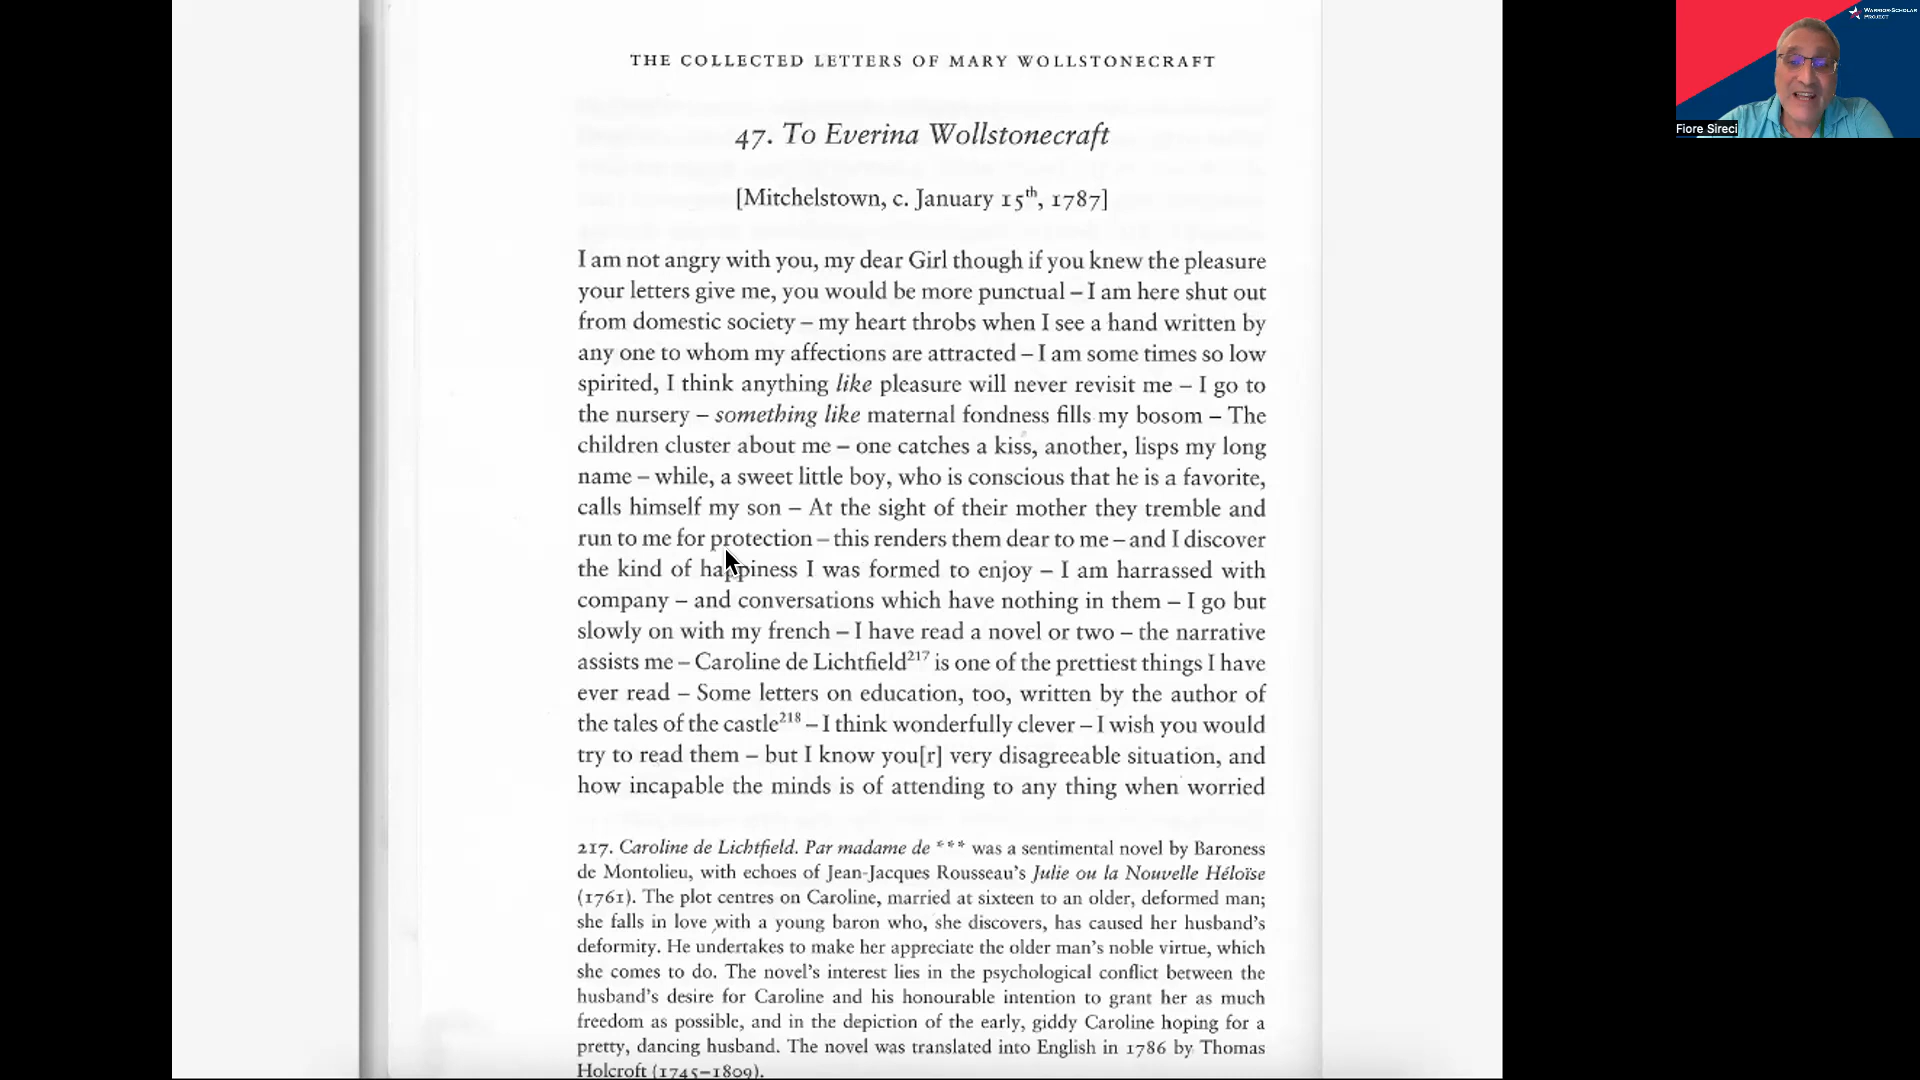 THE COLLECTED LETTERS OF MARY WOLLSTONECRAFT
47. To Everina Wollstonecraft
[Mitchelstown, c. January 15th, 1787]
I am not angry with you, my dear Girl though if you knew the pleasure
your letters give me, you would be more punctual – I am here shut out
from domestic society – my heart throbs when I see a hand written by
any one to whom my affections are attracted – I am some times so low
spirited, I think anything like pleasure will never revisit me – I go to
the nursery – something like maternal fondness fills my bosom – The
children cluster about me – one catches a kiss, another, lisps my long
name – while, a sweet little boy, who is conscious that he is a favorite,
calls himself my son – At the sight of their mother they tremble and
run to me for protection – this renders them dear to me – and I discover
the kind of happiness I was formed to enjoy – I am harrassed with
company – and conversations which have nothing in them – I go but
slowly on with my french – I have read a novel or two – the narrative
assists me – Caroline de Lichtfield217 is one of the prettiest things I have
ever read – Some letters on education, too, written by the author of
the tales of the castle218 – I think wonderfully clever – I wish you would
try to read them – but I know you[r] very disagreeable situation, and
how incapable the minds is of attending to any thing when worried
217. Caroline de Lichtfield. Par madame de *** was a sentimental novel by Baroness
de Montolieu, with echoes of Jean-Jacques Rousseau's Julie ou la Nouvelle Héloïse
(1761). The plot centres on Caroline, married at sixteen to an older, deformed man;
she falls in love with a young baron who, she discovers, has caused her husband's
deformity. He undertakes to make her appreciate the older man's noble virtue, which
she comes to do. The novel's interest lies in the psychological conflict between the
husband's desire for Caroline and his honourable intention to grant her as much
freedom as possible, and in the depiction of the early, giddy Caroline hoping for a
pretty, dancing husband. The novel was translated into English in 1786 by Thomas
Holcroft (1745–1809).
WARRIOR-SCHOLAR
PROJECT
Fiore Sireci